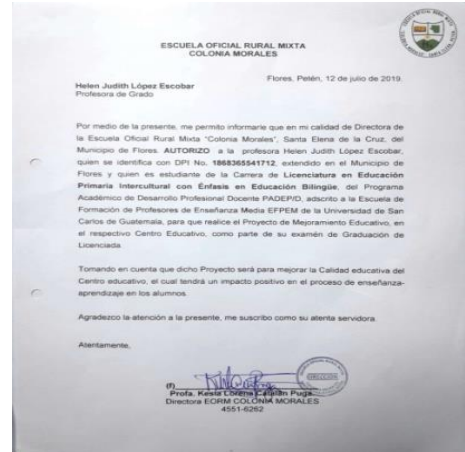 ESCUELA OFICIAL RURAL MIXTA
COLONIA MORALES
Flores, Petén, 12 de julio de 2019.
Helen Judith López Escobar
Profesora de Grado
Por medio de la presente, me permito informarle que en mi calidad de Directora de
la Escuela Oficial Rural Mixta "Colonia Morales", Santa Elena de la Cruz, del
Municipio de Flores. AUTORIZO a la profesora Helen Judith López Escobar,
quien se identifica con DPI No. 1868365541712, extendido en el Municipio de
Flores y quien es estudiante de la Carrera de Licenciatura en Educación
Primaria Intercultural con Énfasis en Educación Bilingüe, del Programa
Académico de Desarrollo Profesional Docente PADEP/D, adscrito a la Escuela de
Formación de Profesores de Enseñanza Media EFPEM de la Universidad de San
Carlos de Guatemala, para que realice el Proyecto de Mejoramiento Educativo, en
el respectivo Centro Educativo, como parte de su examén de Graduación de
Licenciada.
Tomando en cuenta que dicho Proyecto será para mejorar la Calidad educativa del
Centro educativo, el cual tendrá un impacto positivo en el proceso de enseñanza-
aprendizaje en los alumnos.
Agradezco la atención a la presente, me suscribo como su atenta servidora.
Atentamente,
(f)
DIRECCION
Profa. Kesta Lorena Catalán Puga
Directora EORM COLONIA MORALES
4551-6262